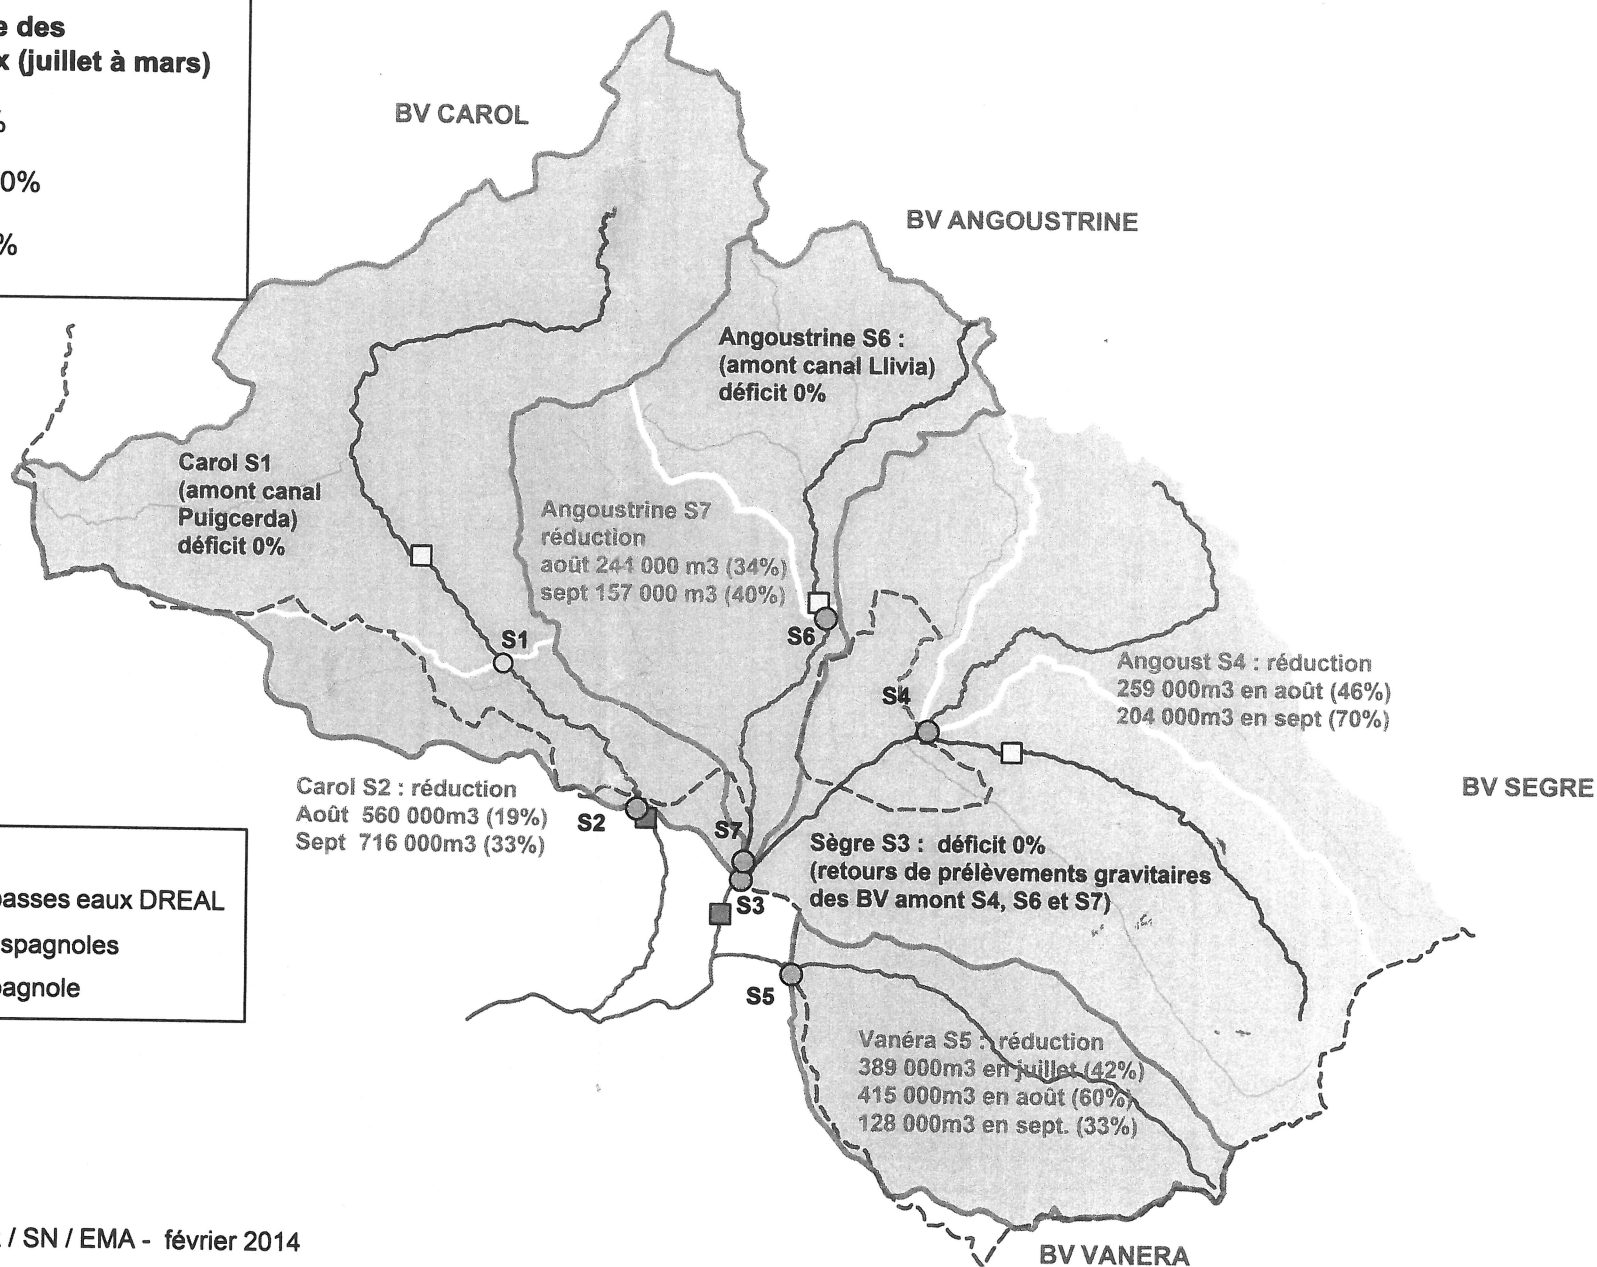 e des
x (juillet à mars)
%
0%
%
BV CAROL
BV ANGOUSTRINE
Angoustrine S6 :
(amont canal Llivia)
déficit 0%
Carol S1
(amont canal
Puigcerda)
déficit 0%
Angoustrine S7
réduction
août 244 000 m3 (34%)
sept 157 000 m3 (40%)
S1
S6
S4
Angoust S4 : réduction
259 000m3 en août (46%)
204 000m3 en sept (70%)
BV SEGRE
Carol S2 : réduction
Août 560 000m3 (19%)
Sept 716 000m3 (33%)
S2
S7
S3
Sègre S3 : déficit 0%
(retours de prélèvements gravitaires
des BV amont S4, S6 et S7)
S5
Vanéra S5 : réduction
389 000m3 en juillet (42%)
415 000m3 en août (60%)
128 000m3 en sept. (33%)
basses eaux DREAL
spagnoles
pagnole
/ SN / EMA - février 2014
BV VANERA